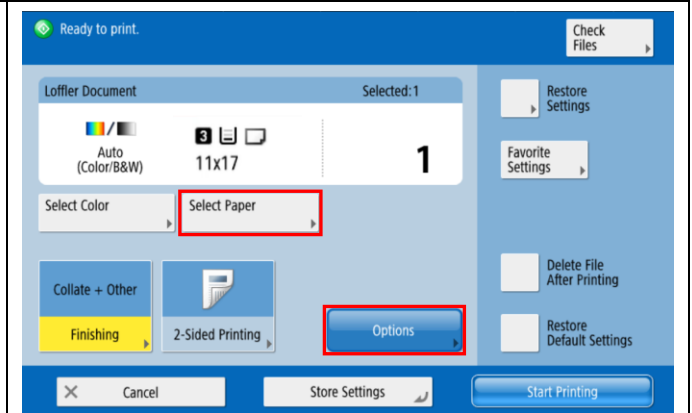 Ready to print.
Check
Files
Loffler Document
Selected:1
Auto
(Color/B&W)
3
11x17
1
Restore
Settings
Favorite
Settings
Select Color
Select Paper
Collate + Other
Finishing
2-Sided Printing
Options
Delete File
After Printing
Restore
Default Settings
Cancel
Store Settings
Start Printing